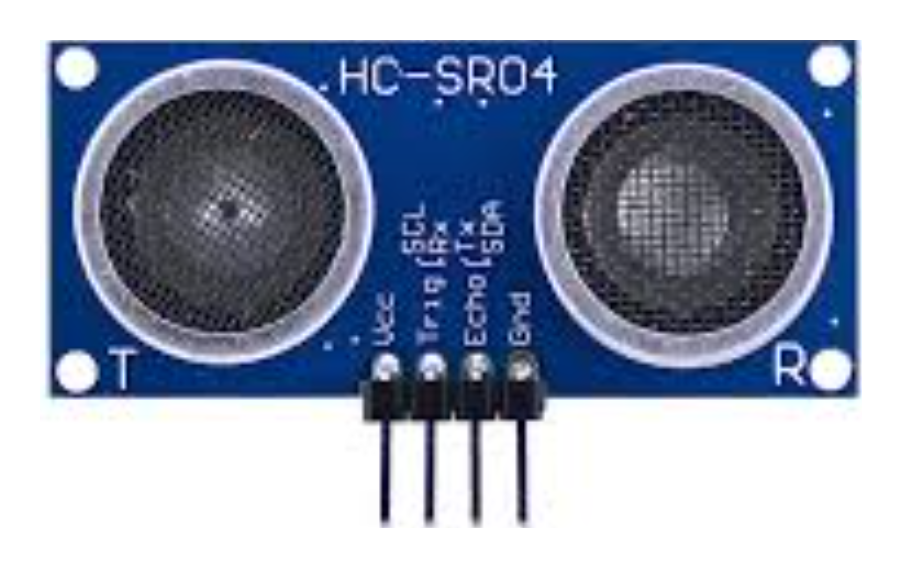 HC-SR04
Vcc
Trig
Rx
SCL
Echo
Tx
SDA
Gnd
T
R